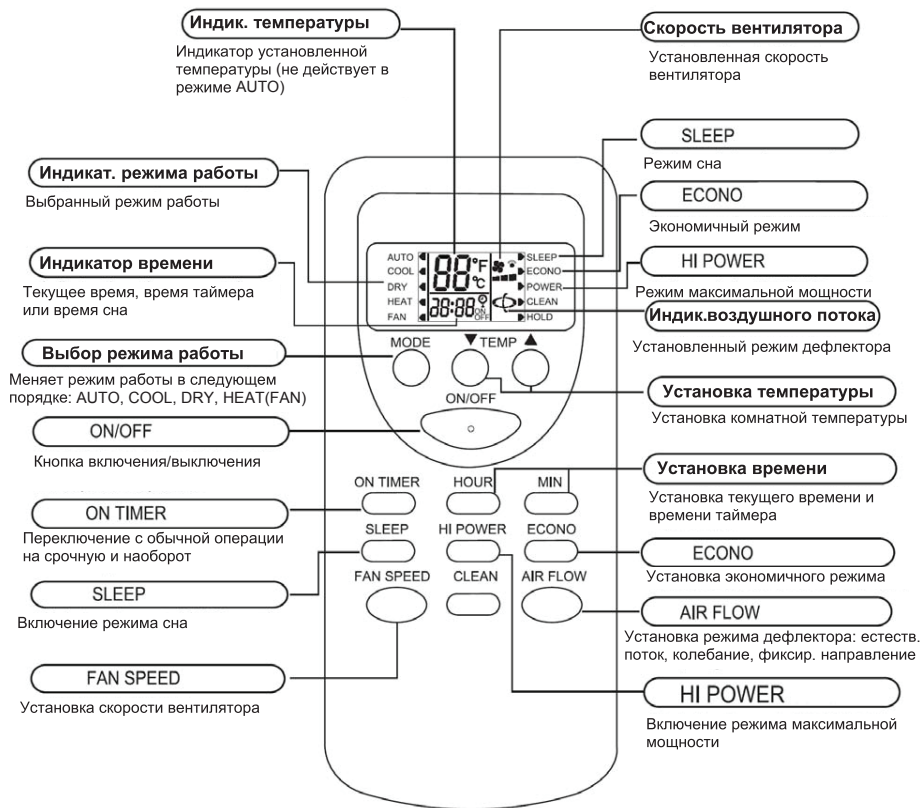 Индик. температуры
Индикатор установленной
температуры (не действует в
режиме AUTO)
Скорость вентилятора
Установленная скорость
вентилятора
SLEEP
Режим сна
ECONO
Экономичный режим
HI POWER
Режим максимальной мощности
Индик.воздушного потока
Установленный режим дефлектора
Установка температуры
Установка комнатной температуры
Установка времени
Установка текущего времени и
времени таймера
ECONO
Установка экономичного режима
AIR FLOW
Установка режима дефлектора: естеств.
поток, колебание, фиксир. направление
HI POWER
Включение режима максимальной
мощности
Индикат. режима работы
Выбранный режим работы
Индикатор времени
Текущее время, время таймера
или время сна
Выбор режима работы
Меняет режим работы в следующем
порядке: AUTO, COOL, DRY, HEAT(FAN)
ON/OFF
Кнопка включения/выключения
ON TIMER
Переключение с обычной операции
на срочную и наоборот
SLEEP
Включение режима сна
FAN SPEED
Установка скорости вентилятора
AUTO
COOL
DRY
HEAT
FAN
88 °F
°C
88:88 ON
OFF
SLEEP
ECONO
POWER
CLEAN
HOLD
MODE ▼ TEMP ▲
ON/OFF
ON TIMER HOUR MIN
SLEEP HI POWER ECONO
FAN SPEED CLEAN AIR FLOW